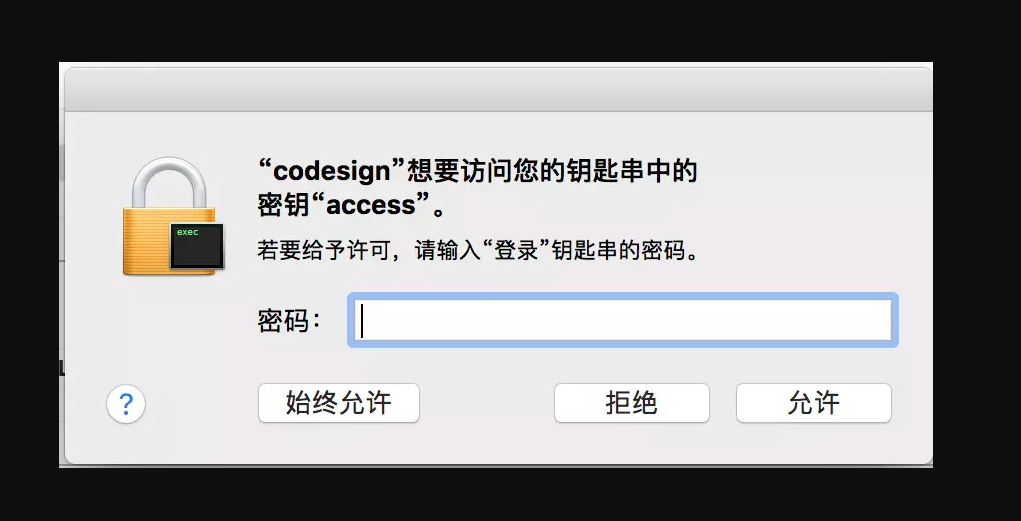 “codesign”想要访问您的钥匙串中的
密钥“access”。
exec
若要给予许可，请输入“登录”钥匙串的密码。
密码：
?
始终允许
拒绝
允许